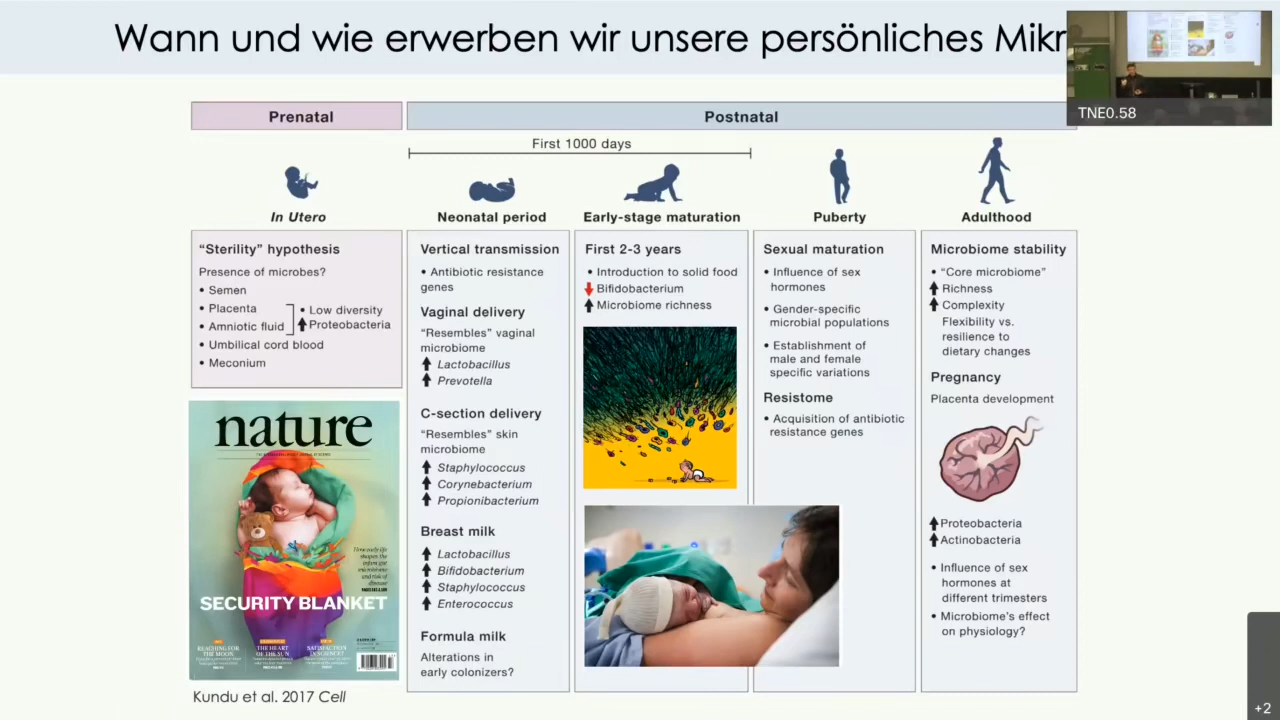 Wann und wie erwerben wir unsere persönliches Mikr
TNE0.58
Prenatal
Postnatal
First 1000 days
In Utero
Neonatal period
Early-stage maturation
Puberty
Adulthood
“Sterility” hypothesis
Presence of microbes?
• Semen
• Placenta
• Amniotic fluid
• Low diversity
Proteobacteria
• Umbilical cord blood
• Meconium
nature
SECURITY BLANKET
REACHING FOR
THE MOON
THE HEART
OF THE SUN
SATISFACTION
Kundu et al. 2017 Cell
Vertical transmission
• Antibiotic resistance
genes
Vaginal delivery
“Resembles” vaginal
microbiome
Lactobacillus
Prevotella
C-section delivery
“Resembles” skin
microbiome
Staphylococcus
Corynebacterium
Propionibacterium
Breast milk
Lactobacillus
Bifidobacterium
Staphylococcus
Enterococcus
Formula milk
Alterations in
early colonizers?
First 2-3 years
• Introduction to solid food
Bifidobacterium
Microbiome richness
Sexual maturation
• Influence of sex
hormones
• Gender-specific
microbial populations
• Establishment of
male and female
specific variations
Resistome
• Acquisition of antibiotic
resistance genes
Microbiome stability
• “Core microbiome”
Richness
Complexity
Flexibility vs.
resilience to
dietary changes
Pregnancy
Placenta development
Proteobacteria
Actinobacteria
• Influence of sex
hormones at
different trimesters
• Microbiome’s effect
on physiology?
+2